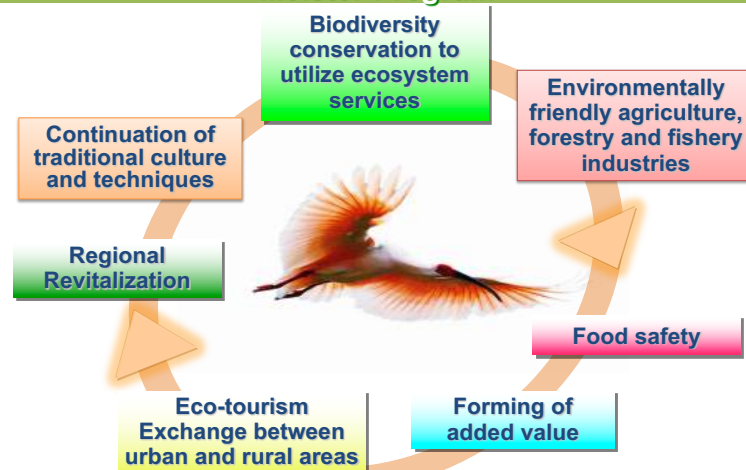 Biodiversity
conservation to
utilize ecosystem
services
Environmentally
friendly agriculture,
forestry and fishery
industries
Continuation of
traditional culture
and techniques
Regional
Revitalization
Food safety
Forming of
added value
Eco-tourism
Exchange between
urban and rural areas